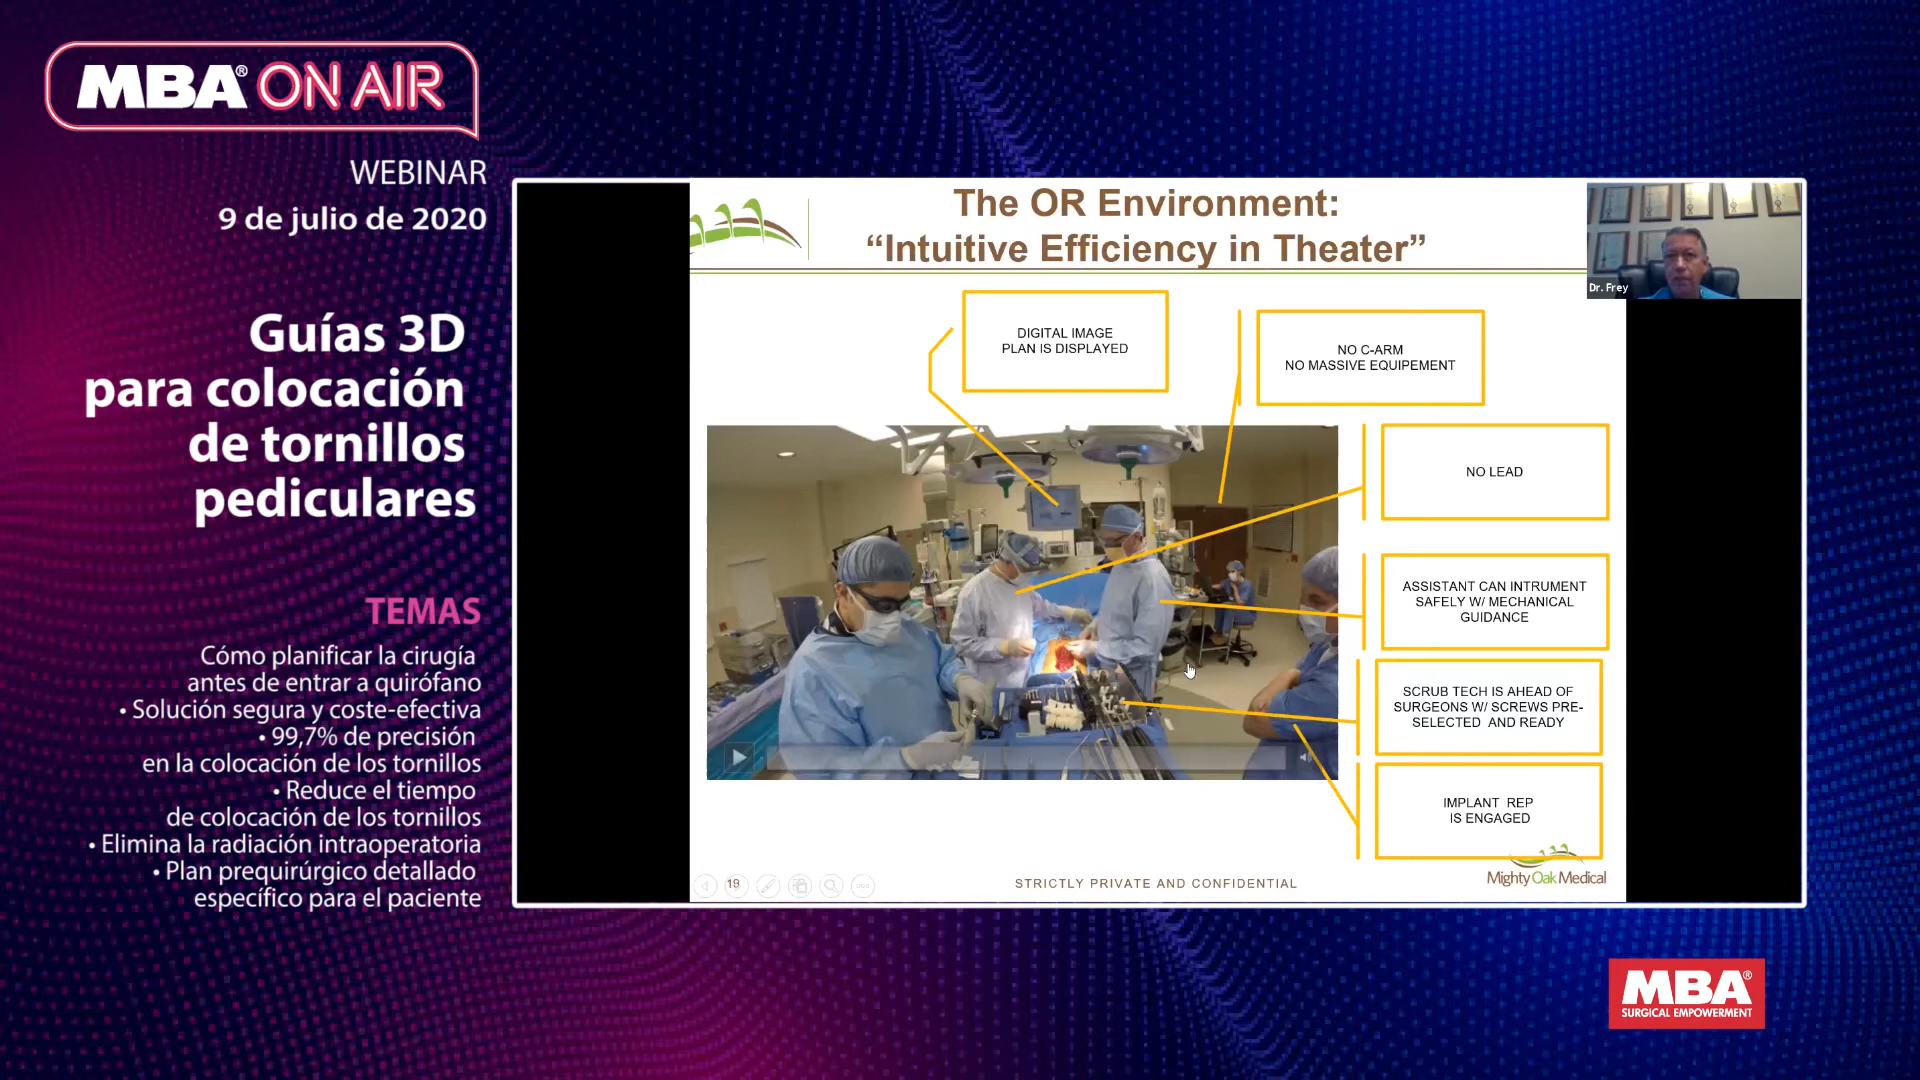 MBA® ON AIR
WEBINAR
9 de julio de 2020
Guías 3D
para colocación
de tornillos
pediculares
TEMAS
Cómo planificar la cirugía
antes de entrar a quirófano
• Solución segura y coste-efectiva
• 99,7% de precisión
en la colocación de los tornillos
• Reduce el tiempo
de colocación de los tornillos
• Elimina la radiación intraoperatoria
• Plan prequirúrgico detallado
específico para el paciente
The OR Environment:
“Intuitive Efficiency in Theater”
Dr. Frey
DIGITAL IMAGE
PLAN IS DISPLAYED
NO C-ARM
NO MASSIVE EQUIPEMENT
NO LEAD
ASSISTANT CAN INTRUMENT
SAFELY W/ MECHANICAL
GUIDANCE
SCRUB TECH IS AHEAD OF
SURGEONS W/ SCREWS PRE-
SELECTED AND READY
IMPLANT REP
IS ENGAGED
19
STRICTLY PRIVATE AND CONFIDENTIAL
Mighty Oak Medical
MBA®
SURGICAL EMPOWERMENT